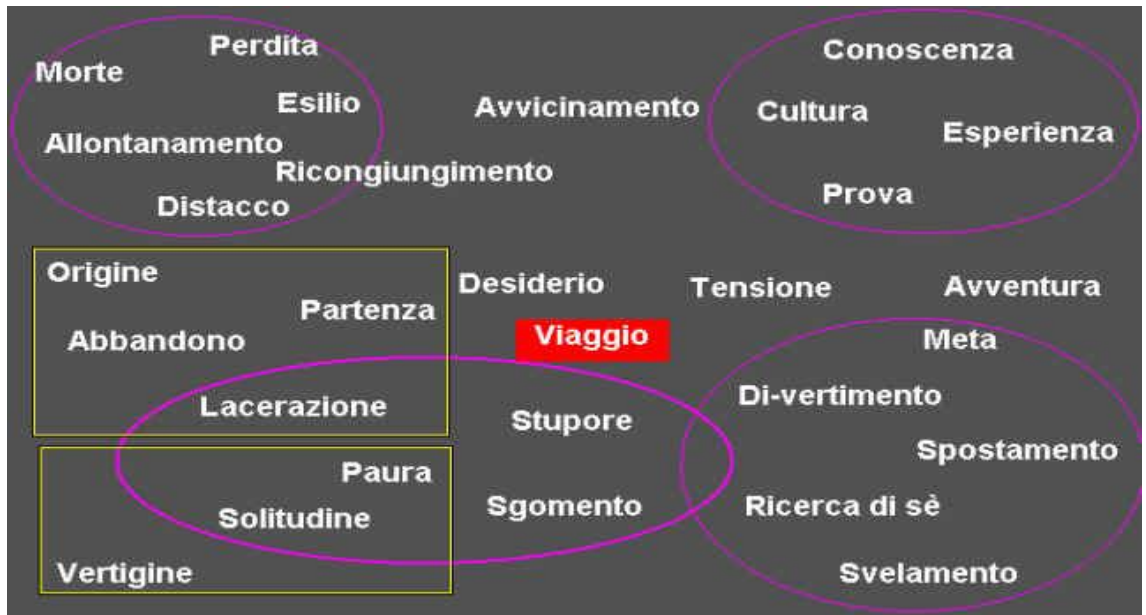 Perdita
Morte
Esilio
Allontanamento
Ricongiungimento
Distacco
Avvicinamento
Conoscenza
Cultura
Esperienza
Prova
Origine
Partenza
Abbandono
Lacerazione
Desiderio
Tensione
Avventura
Viaggio
Meta
Di-vertimento
Spostamento
Ricerca di sè
Svelamento
Stupore
Sgomento
Paura
Solitudine
Vertigine